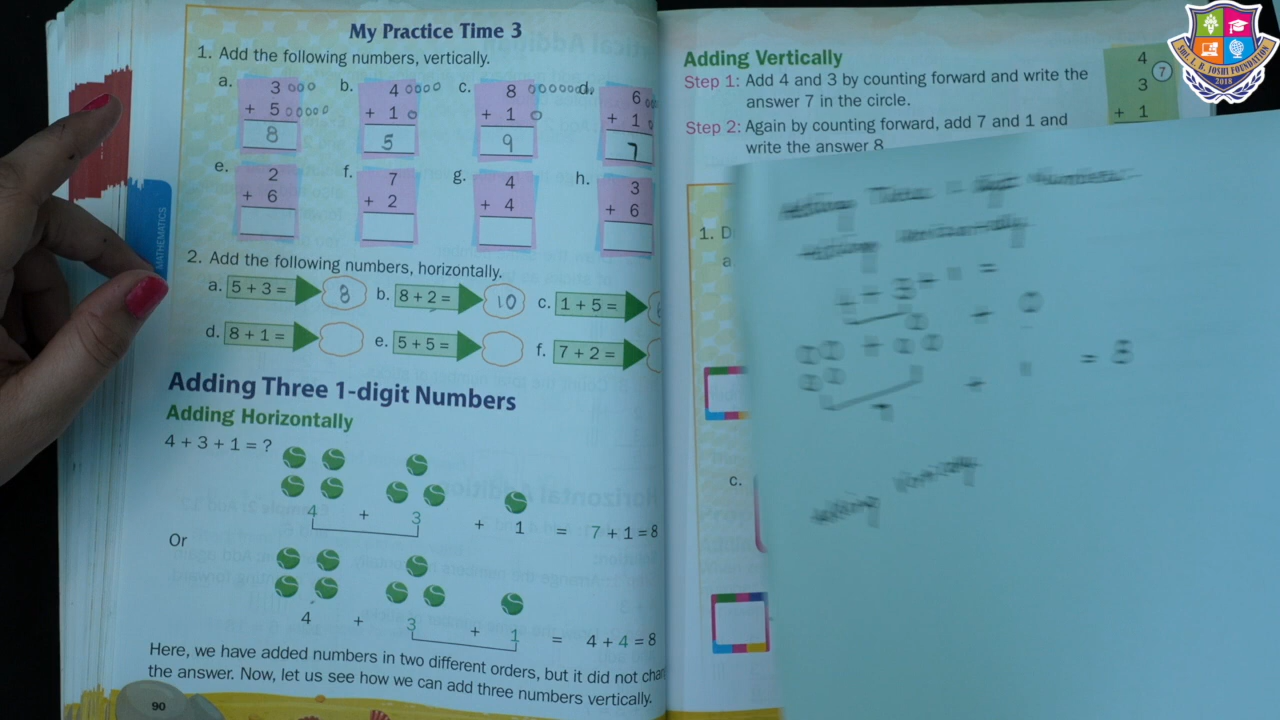 My Practice Time 3
1. Add the following numbers, vertically.
a. 3 + 5 8
b. 4 + 1 5
c. 8 + 1 9
d. 6 + 1 7
e. 2 + 6
f. 7 + 2
g. 4 + 4
h. 3 + 6
2. Add the following numbers, horizontally.
a. 5 + 3 = 8
b. 8 + 2 = 10
c. 1 + 5 =
d. 8 + 1 =
e. 5 + 5 =
f. 7 + 2 =
Adding Three 1-digit Numbers
Adding Horizontally
4 + 3 + 1 = ?
4 + 3 + 1 = 7 + 1 = 8
Or
4 + 3 + 1 = 4 + 4 = 8
Here, we have added numbers in two different orders, but it did not
the answer. Now, let us see how we can add three numbers vertically.
90
MATHEMATICS
Adding Vertically
Step 1: Add 4 and 3 by counting forward and write the
answer 7 in the circle.
Step 2: Again by counting forward, add 7 and 1 and
write the answer 8
4
7
3
+ 1
1.
a
c.
SHRI. L. B. JOSHI FOUNDATION
2018